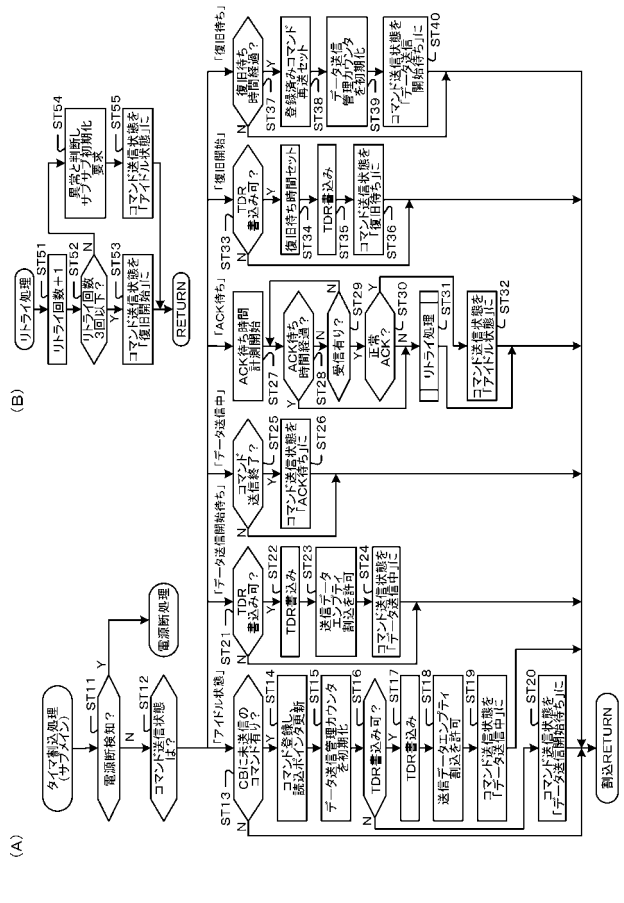 (A)
タイマ割込処理
(サブメイン)
ST11
電源断検知?
Y
電源断処理
N
ST12
コマンド送信状態
は?
「アイドル状態」
ST13
CBIに未送信の
コマンド有り?
N
Y
ST14
コマンド登録し
読込ポインタ更新
ST15
データ送信管理カウンタ
を初期化
ST16
TDR書込み可?
N
Y
ST17
TDR書込み
ST18
送信データエンプティ
割込を許可
ST19
コマンド送信状態を
「データ送信中」に
ST20
コマンド送信状態を
「データ送信開始待ち」に
「データ送信開始待ち」
ST21
TDR
書込み可?
N
Y
ST22
TDR書込み
ST23
送信データ
エンプティ
割込を許可
ST24
コマンド送信状態を
「データ送信中」に
「データ送信中」
コマンド
送信終了?
N
Y
ST25
コマンド送信状態を
「ACK待ち」に
ST26
「ACK待ち」
ACK待ち時間
計測開始
ST27
ACK待ち
時間経過?
Y
N
ST28
受信有り?
N
Y
ST29
正常
ACK?
Y
N
ST30
リトライ処理
ST31
コマンド送信状態を
「アイドル状態」に
ST32
「復旧開始」
ST33
TDR
書込み可?
N
Y
復旧待ち時間セット
ST34
TDR書込み
ST35
コマンド送信状態を
「復旧待ち」に
ST36
「復旧待ち」
復旧待ち
時間経過?
N
Y
ST37
登録済みコマンド
再送セット
ST38
データ送信
管理カウンタ
を初期化
ST39
コマンド送信状態を
「データ送信
開始待ち」に
ST40
割込RETURN
(B)
リトライ処理
ST51
リトライ回数+1
ST52
リトライ回数
3回以下?
N
Y
ST53
コマンド送信状態を
「復旧開始」に
RETURN
ST54
異常と判断し
サブサブ初期化
要求
ST55
コマンド送信状態を
「アイドル状態」に